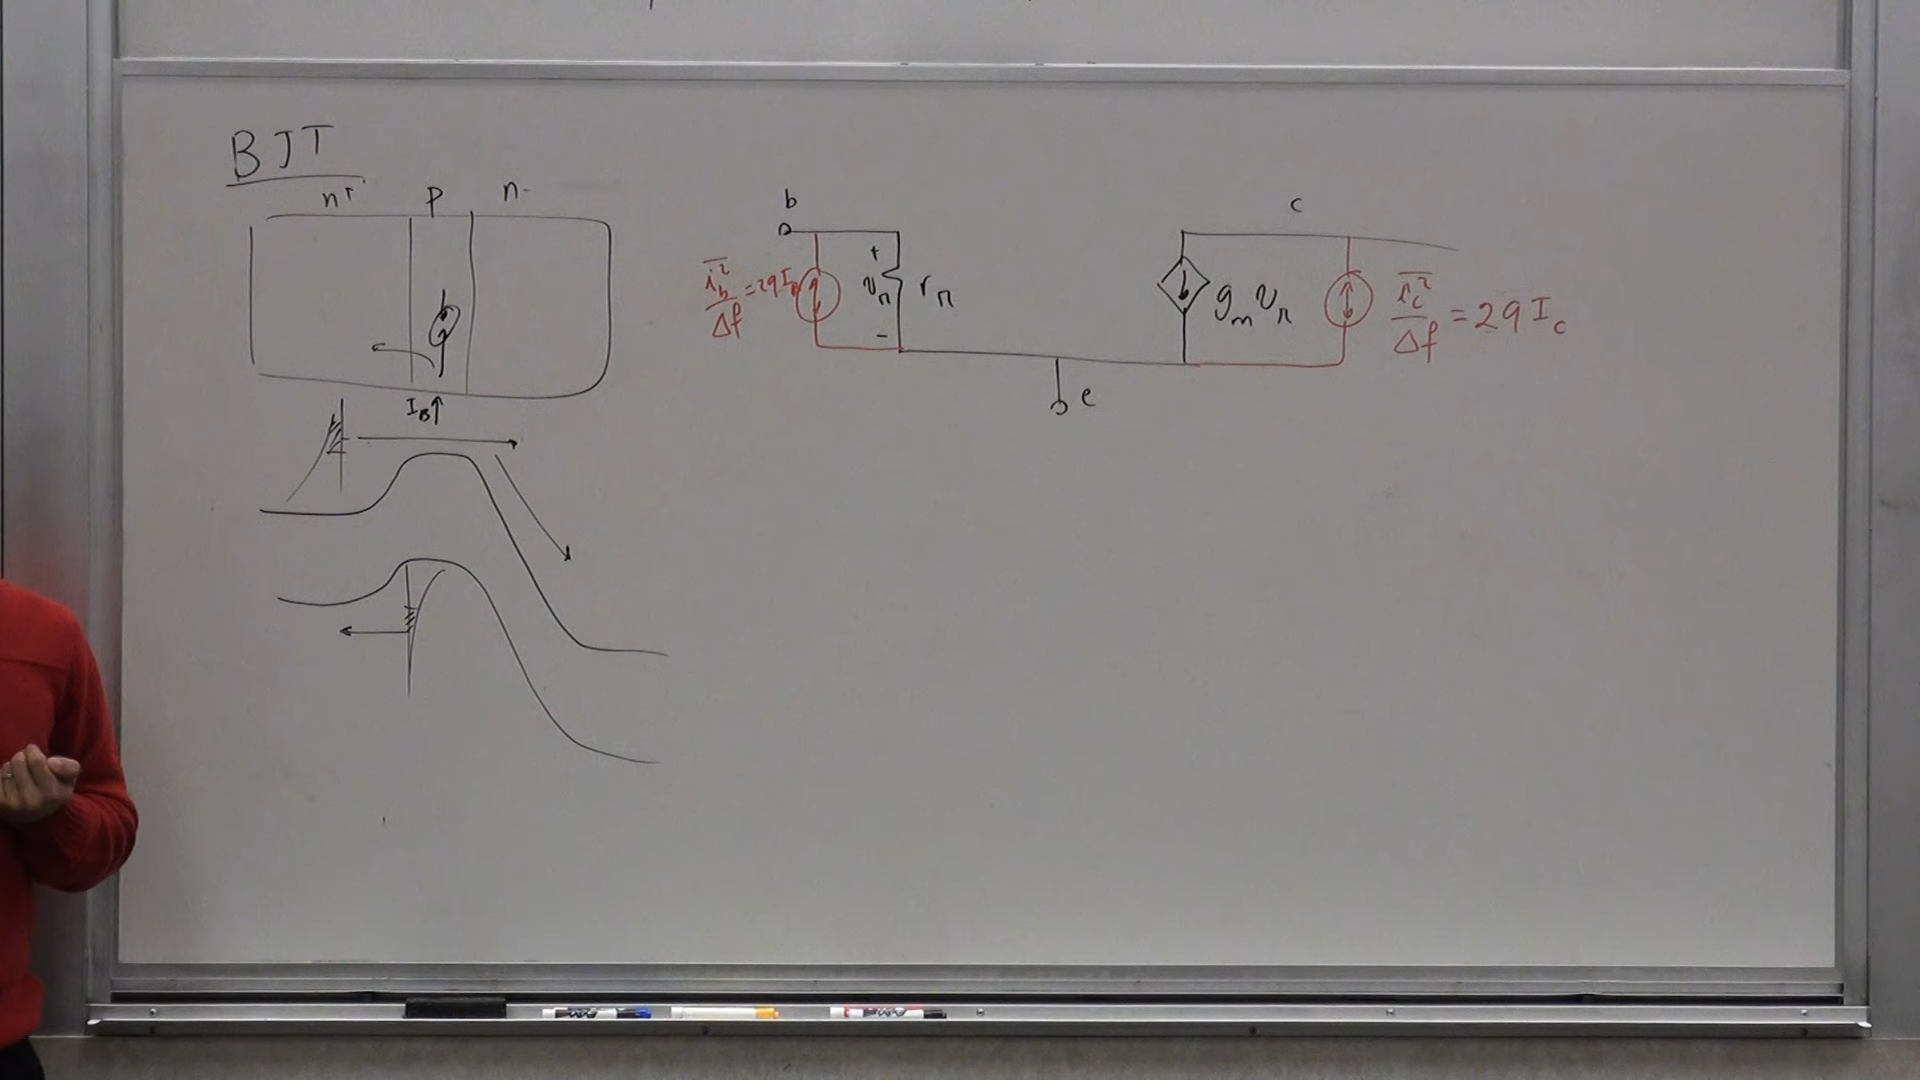 BJT
n⁺ p n⁻
I_B↑
b
i_b²/Δf = 2qI_B
+
v_π
−
r_π
e
c
g_m v_π
i_c²/Δf = 2qI_c